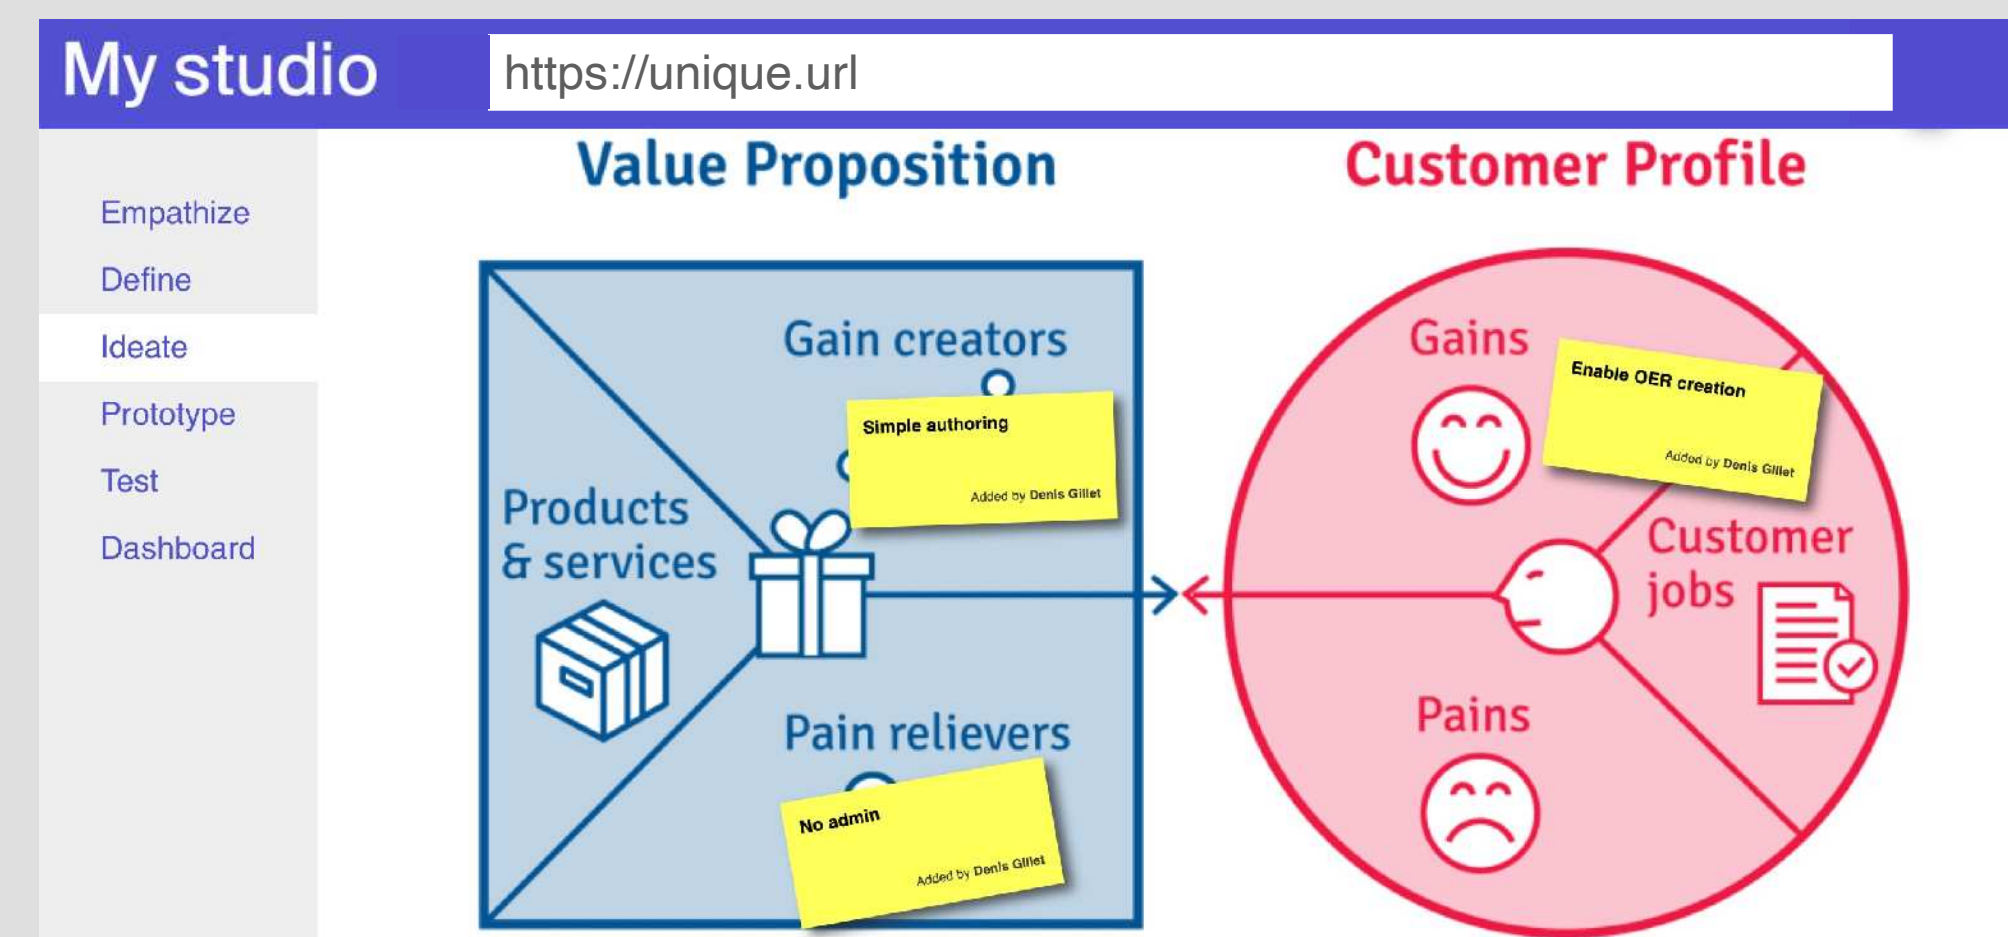 My studio
https://unique.url
Empathize
Define
Ideate
Prototype
Test
Dashboard
Value Proposition
Gain creators
Simple authoring
Added by Denis Gillet
Products
& services
Pain relievers
No admin
Added by Denis Gillet
Customer Profile
Gains
Enable OER creation
Added by Denis Gillet
Customer
jobs
Pains